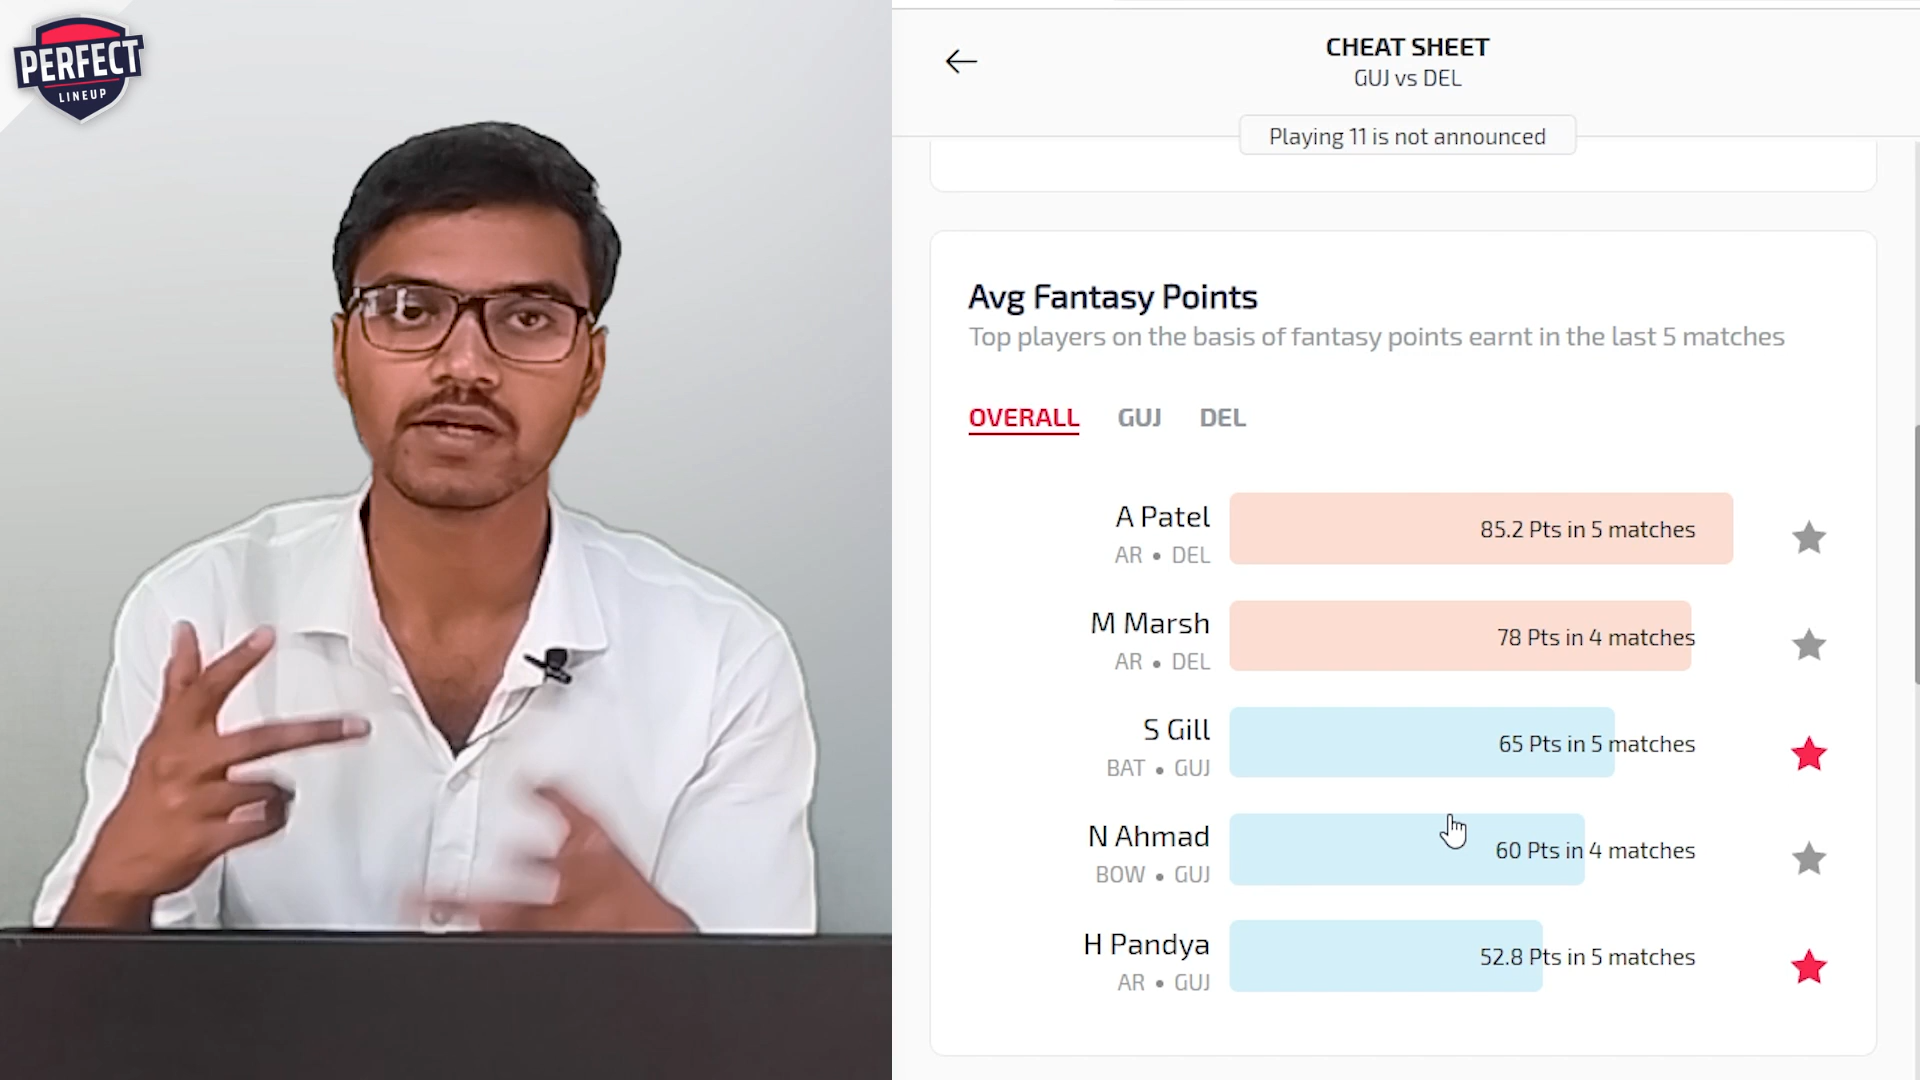 PERFECT
LINEUP
CHEAT SHEET
GUJ vs DEL
Playing 11 is not announced
Avg Fantasy Points
Top players on the basis of fantasy points earnt in the last 5 matches
OVERALL GUJ DEL
A Patel
AR • DEL
85.2 Pts in 5 matches
M Marsh
AR • DEL
78 Pts in 4 matches
S Gill
BAT • GUJ
65 Pts in 5 matches
N Ahmad
BOW • GUJ
60 Pts in 4 matches
H Pandya
AR • GUJ
52.8 Pts in 5 matches